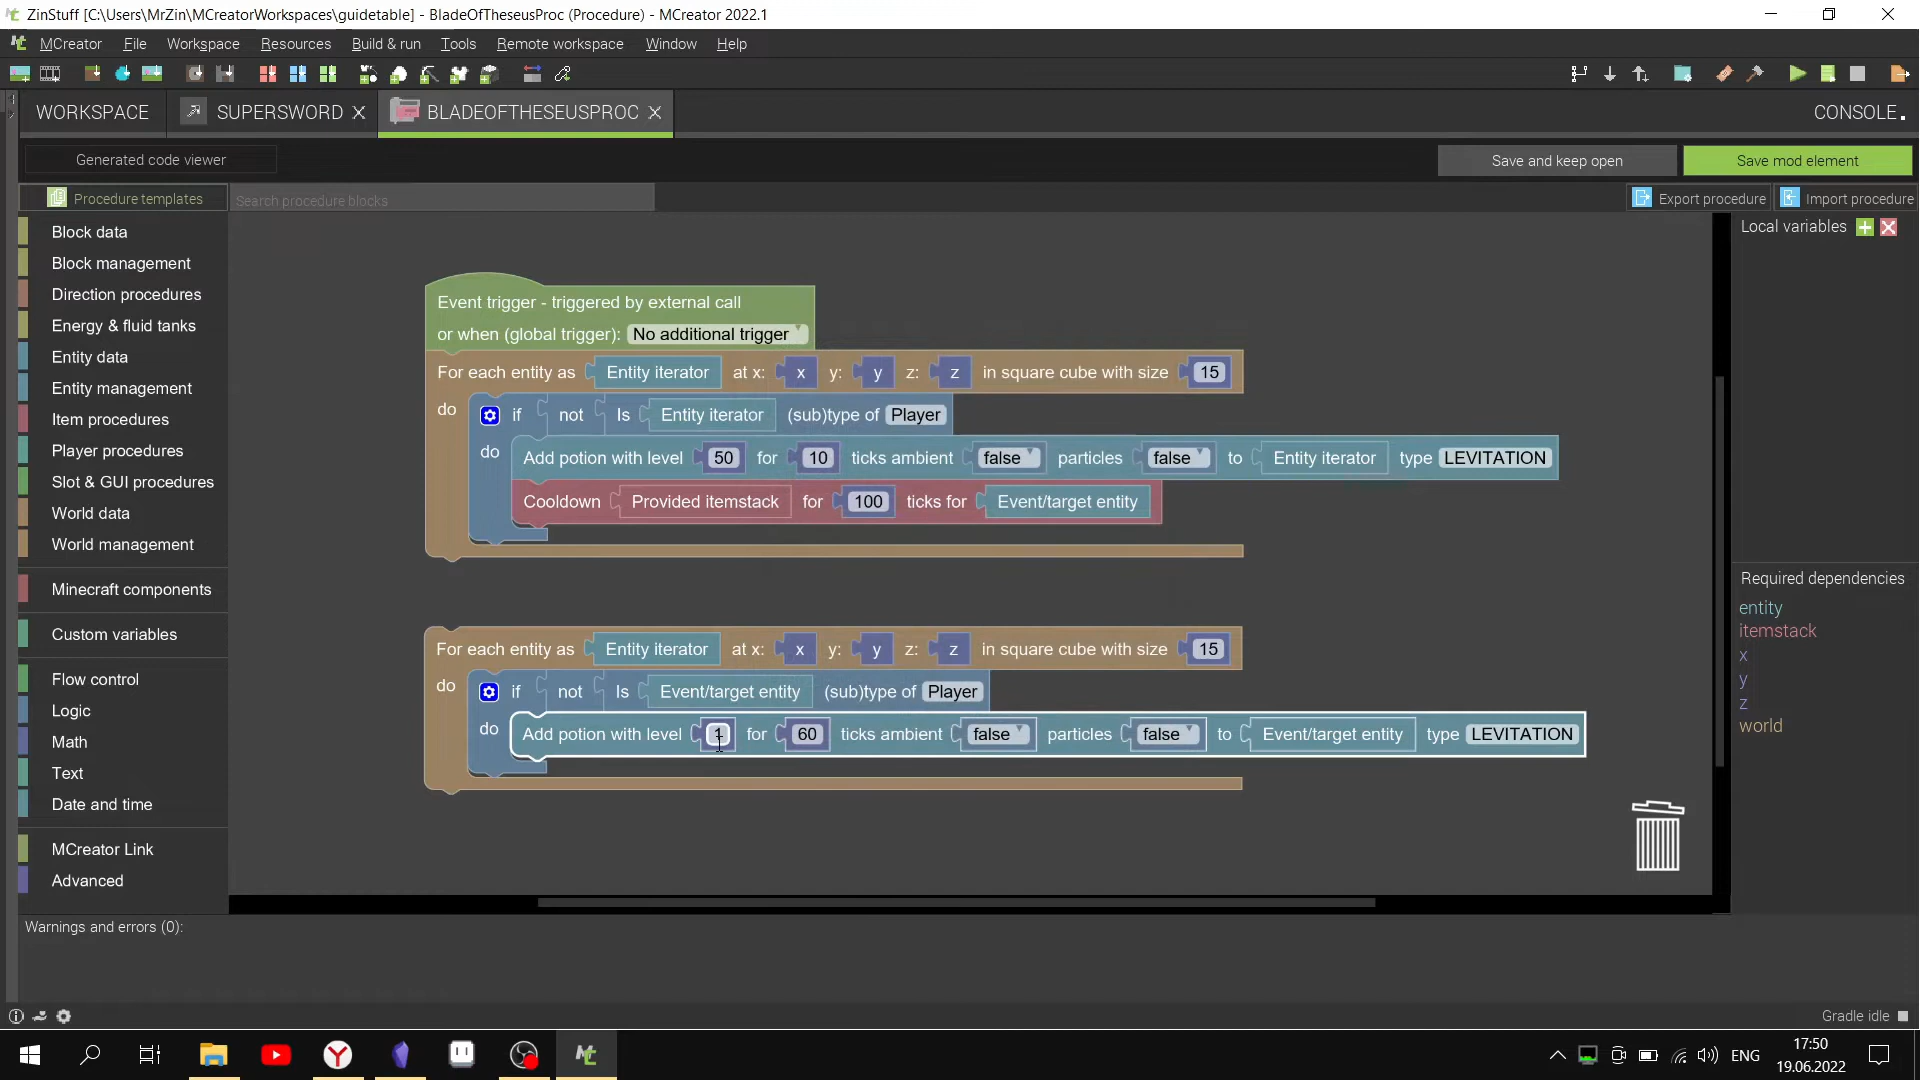 ZinStuff [C:\Users\MrZin\MCreatorWorkspaces\guidetable] - BladeOfTheseusProc (Procedure) - MCreator 2022.1
MCreator File Workspace Resources Build & run Tools Remote workspace Window Help
WORKSPACE SUPERSWORD BLADEOFTHESEUSPROC CONSOLE
Generated code viewer Save and keep open Save mod element
Procedure templates Search procedure blocks Export procedure Import procedure
Block data
Block management
Direction procedures
Energy & fluid tanks
Entity data
Entity management
Item procedures
Player procedures
Slot & GUI procedures
World data
World management
Minecraft components
Custom variables
Flow control
Logic
Math
Text
Date and time
MCreator Link
Advanced
Event trigger - triggered by external call
or when (global trigger): No additional trigger
For each entity as Entity iterator at x: x y: y z: z in square cube with size 15
do if not Is Entity iterator (sub)type of Player
do Add potion with level 50 for 10 ticks ambient false particles false to Entity iterator type LEVITATION
Cooldown Provided itemstack for 100 ticks for Event/target entity
For each entity as Entity iterator at x: x y: y z: z in square cube with size 15
do if not Is Event/target entity (sub)type of Player
do Add potion with level 1 for 60 ticks ambient false particles false to Event/target entity type LEVITATION
Local variables
Required dependencies
entity
itemstack
x
y
z
world
Warnings and errors (0):
Gradle idle
ENG
17:50
19.06.2022